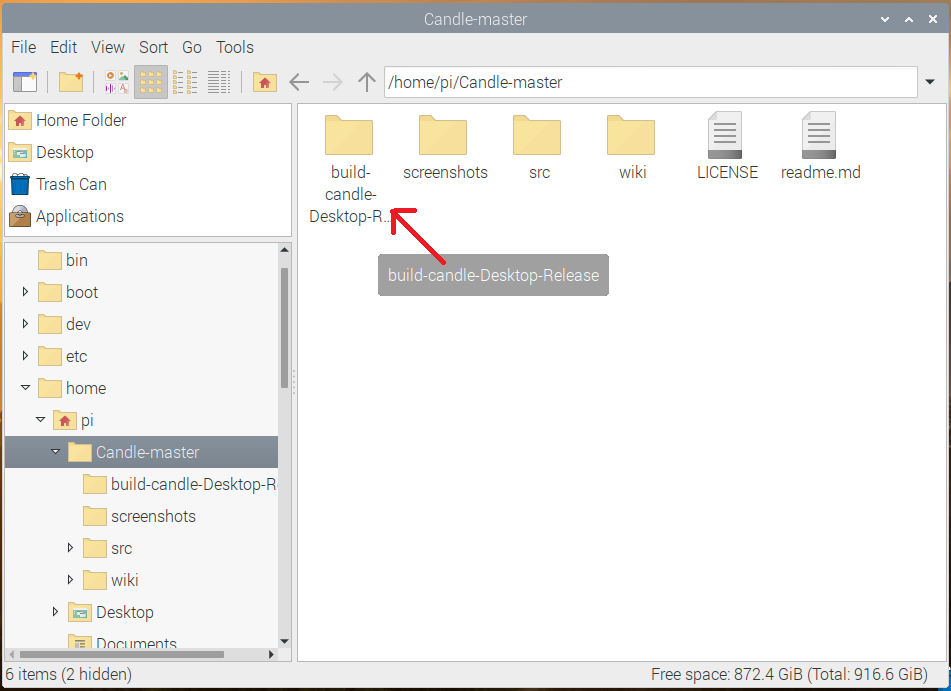 Candle-master
File Edit View Sort Go Tools
/home/pi/Candle-master
Home Folder
Desktop
Trash Can
Applications
bin
boot
dev
etc
home
pi
Candle-master
build-candle-Desktop-R
screenshots
src
wiki
Desktop
Documents
build-
candle-
Desktop-R...
screenshots
src
wiki
LICENSE
readme.md
build-candle-Desktop-Release
6 items (2 hidden)
Free space: 872.4 GiB (Total: 916.6 GiB)